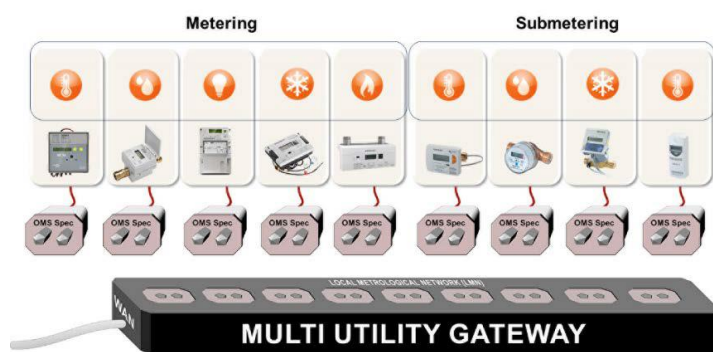 Metering
Submetering
OMS Spec
OMS Spec
OMS Spec
OMS Spec
OMS Spec
OMS Spec
OMS Spec
OMS Spec
OMS Spec
LOCAL METROLOGICAL NETWORK (LMN)
WAN
MULTI UTILITY GATEWAY